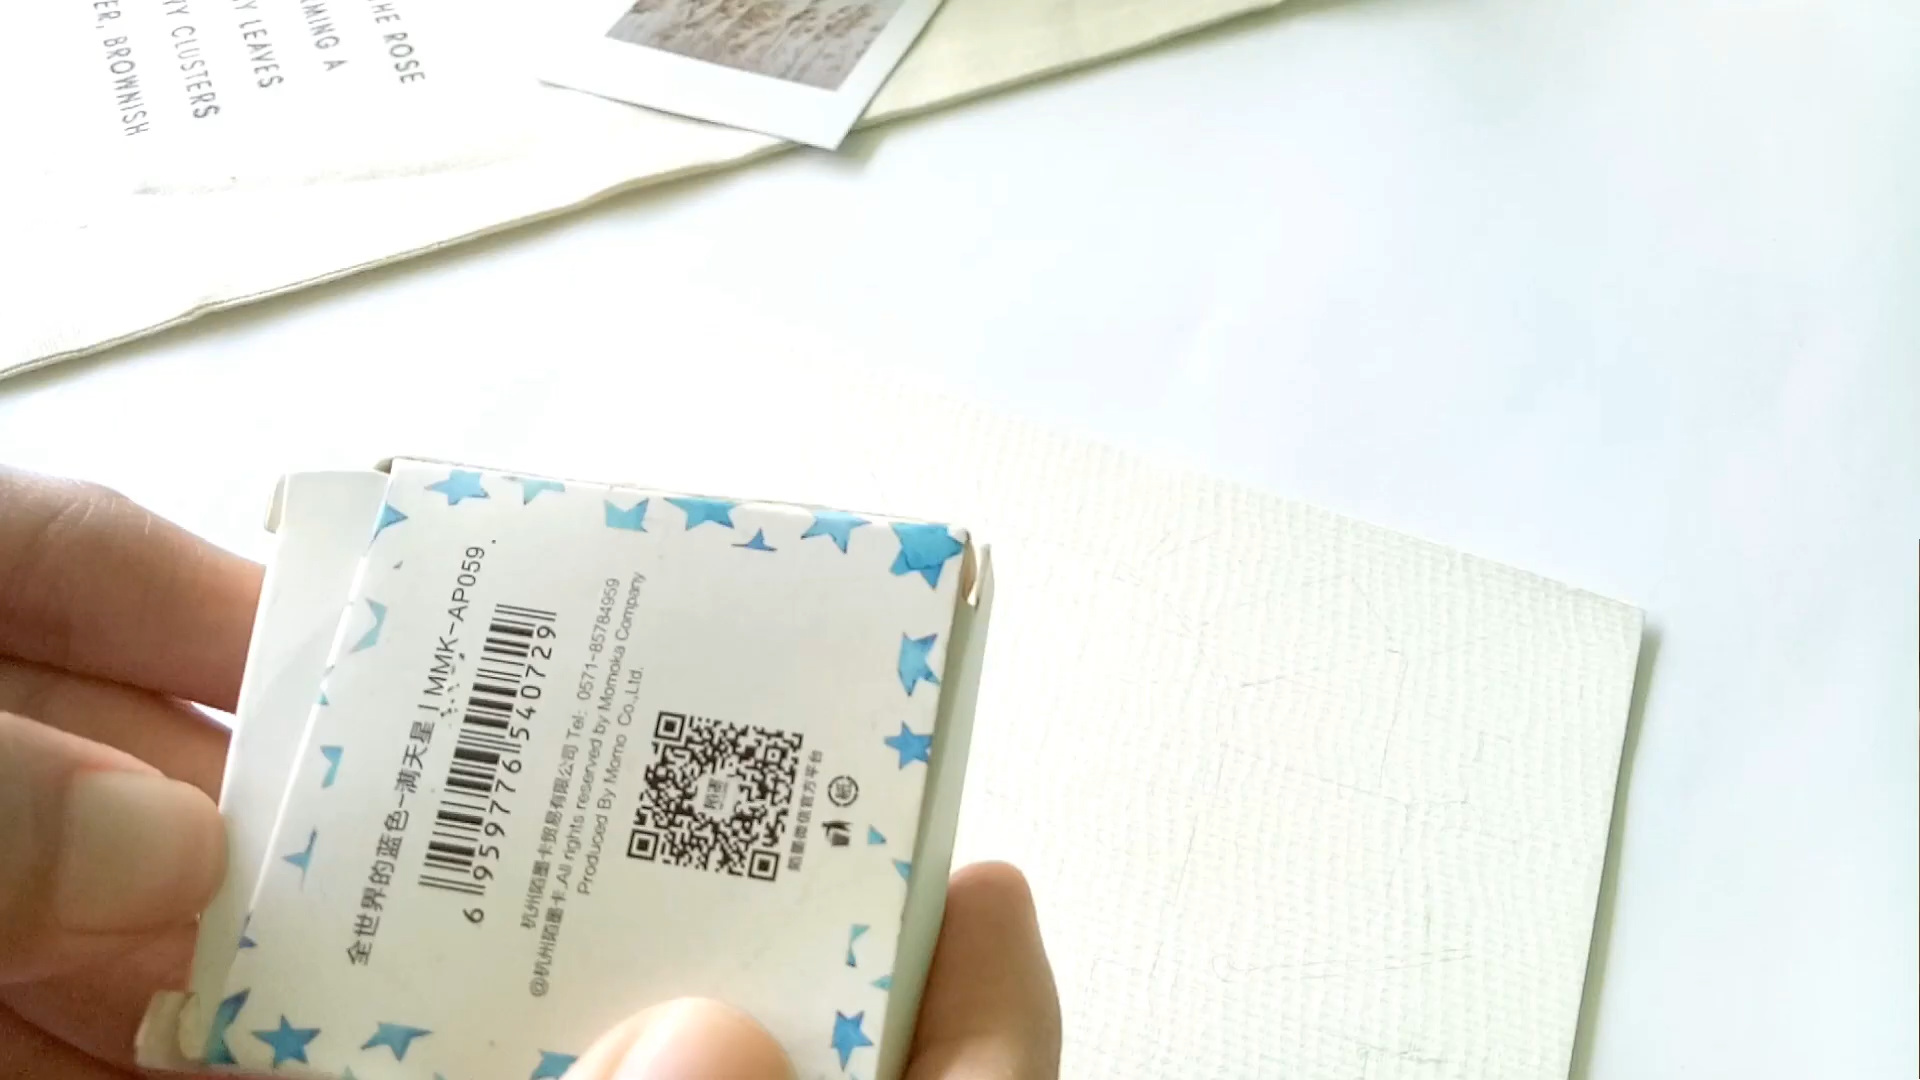 HE ROSE
MING A
Y LEAVES
VY CLUSTERS
ER, BROWNISH
全世界的蓝色-满天星 | MMK-AP059
6 959776 540729
杭州陌墨卡贸易有限公司 Tel: 0571-85784959
@杭州陌墨卡.All rights reserved by Momoka Company
Produced By Momo Co.,Ltd.
陌墨微信官方平台
紙